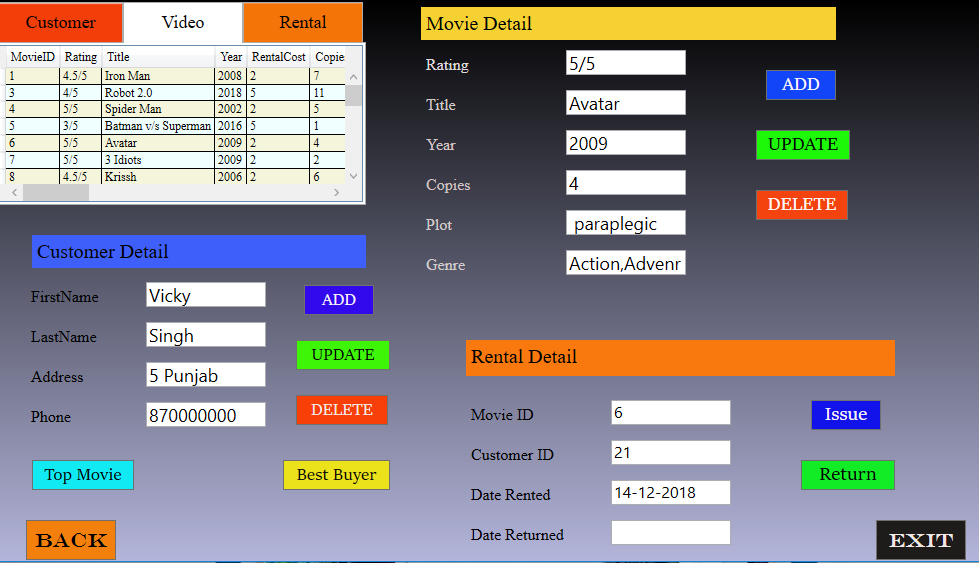 Customer Video Rental
MovieID Rating Title Year RentalCost Copies
1 4.5/5 Iron Man 2008 2 7
3 4/5 Robot 2.0 2018 5 11
4 5/5 Spider Man 2002 2 5
5 3/5 Batman v/s Superman 2016 5 1
6 5/5 Avatar 2009 2 4
7 5/5 3 Idiots 2009 2 2
8 4.5/5 Krissh 2006 2 6
Movie Detail
Rating 5/5
Title Avatar
Year 2009
Copies 4
Plot paraplegic
Genre Action,Advenr
ADD
UPDATE
DELETE
Customer Detail
FirstName Vicky
LastName Singh
Address 5 Punjab
Phone 870000000
ADD
UPDATE
DELETE
Top Movie Best Buyer
BACK
Rental Detail
Movie ID 6
Customer ID 21
Date Rented 14-12-2018
Date Returned
Issue
Return
EXIT